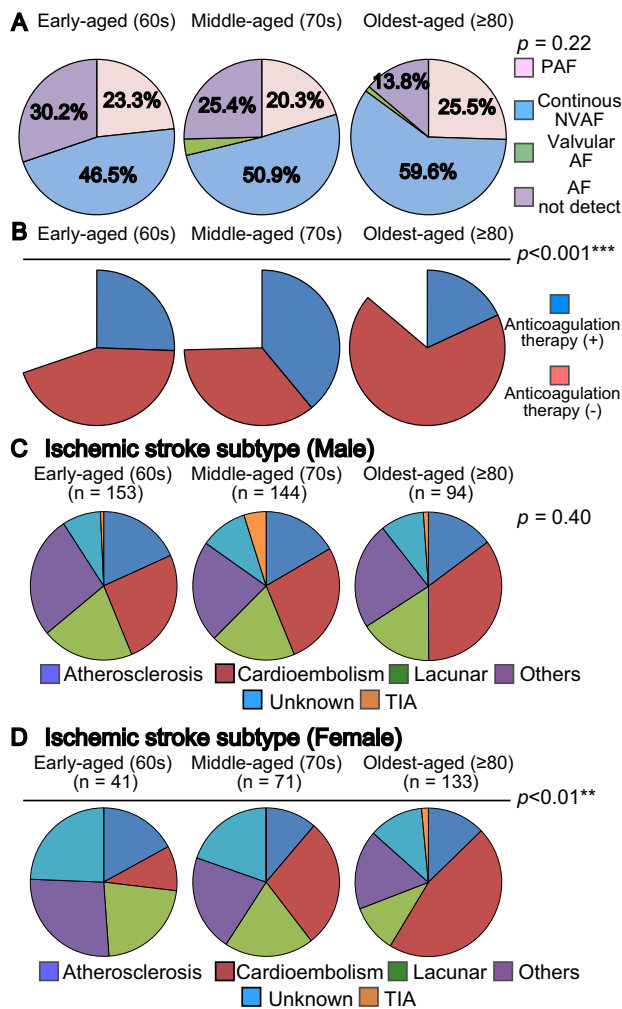 A
Early-aged (60s) Middle-aged (70s) Oldest-aged (≥80)
p = 0.22
30.2% 23.3% 46.5%
25.4% 20.3% 50.9%
13.8% 25.5% 59.6%
PAF
Continous
NVAF
Valvular
AF
AF
not detect
B
Early-aged (60s) Middle-aged (70s) Oldest-aged (≥80)
p<0.001***
Anticoagulation
therapy (+)
Anticoagulation
therapy (-)
C Ischemic stroke subtype (Male)
Early-aged (60s) Middle-aged (70s) Oldest-aged (≥80)
(n = 153) (n = 144) (n = 94)
p = 0.40
Atherosclerosis Cardioembolism Lacunar Others
Unknown TIA
D Ischemic stroke subtype (Female)
Early-aged (60s) Middle-aged (70s) Oldest-aged (≥80)
(n = 41) (n = 71) (n = 133)
p<0.01**
Atherosclerosis Cardioembolism Lacunar Others
Unknown TIA